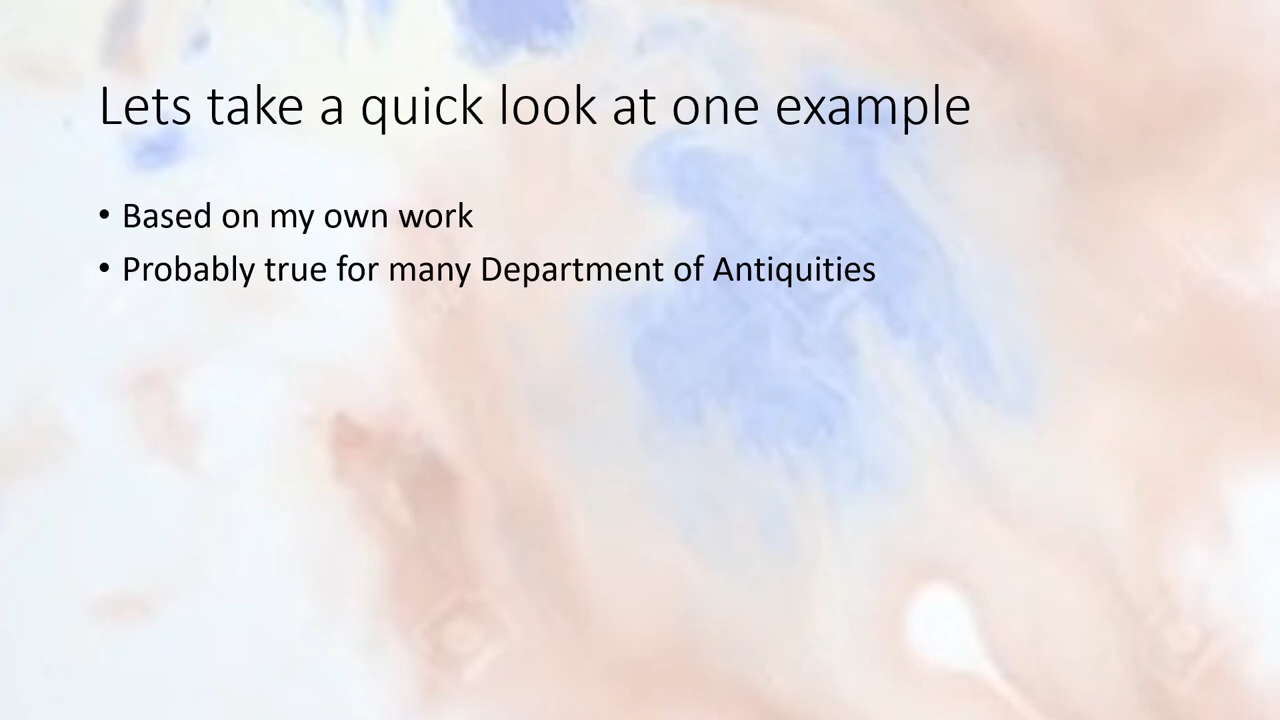 Lets take a quick look at one example
• Based on my own work
• Probably true for many Department of Antiquities